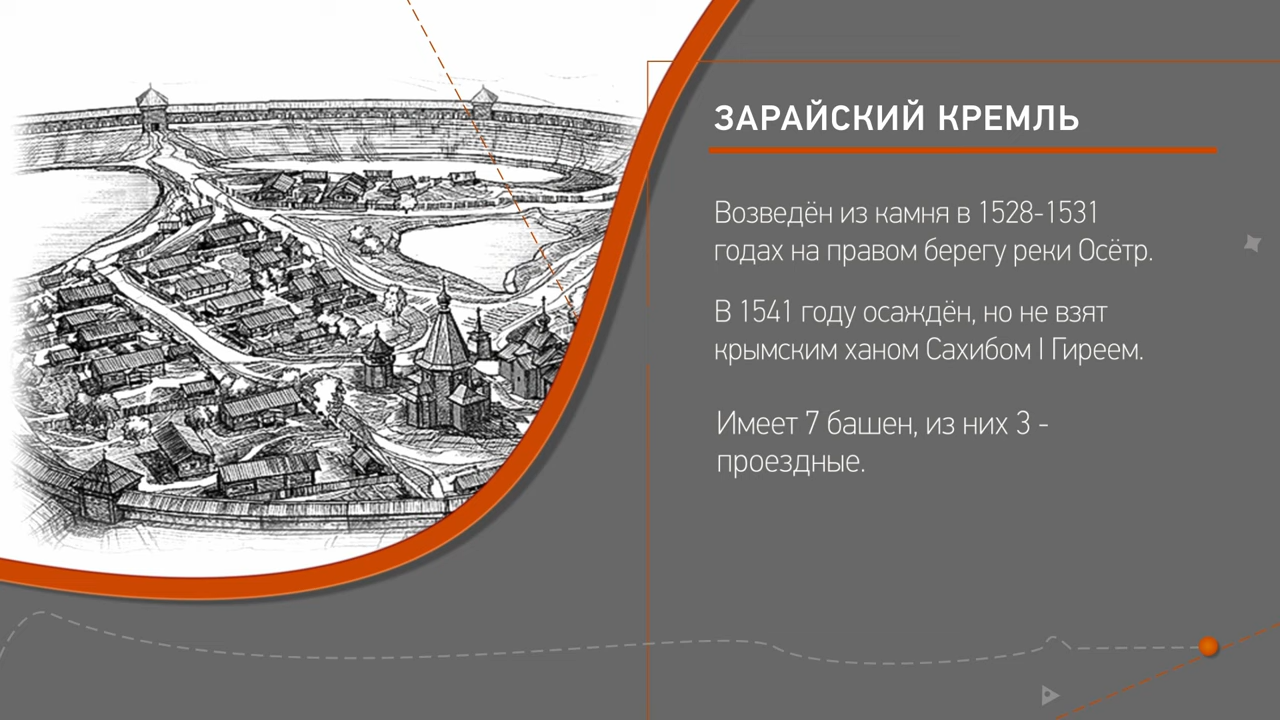 ЗАРАЙСКИЙ КРЕМЛЬ
Возведён из камня в 1528-1531
годах на правом берегу реки Осётр.
В 1541 году осаждён, но не взят
крымским ханом Сахибом I Гиреем.
Имеет 7 башен, из них 3 -
проездные.